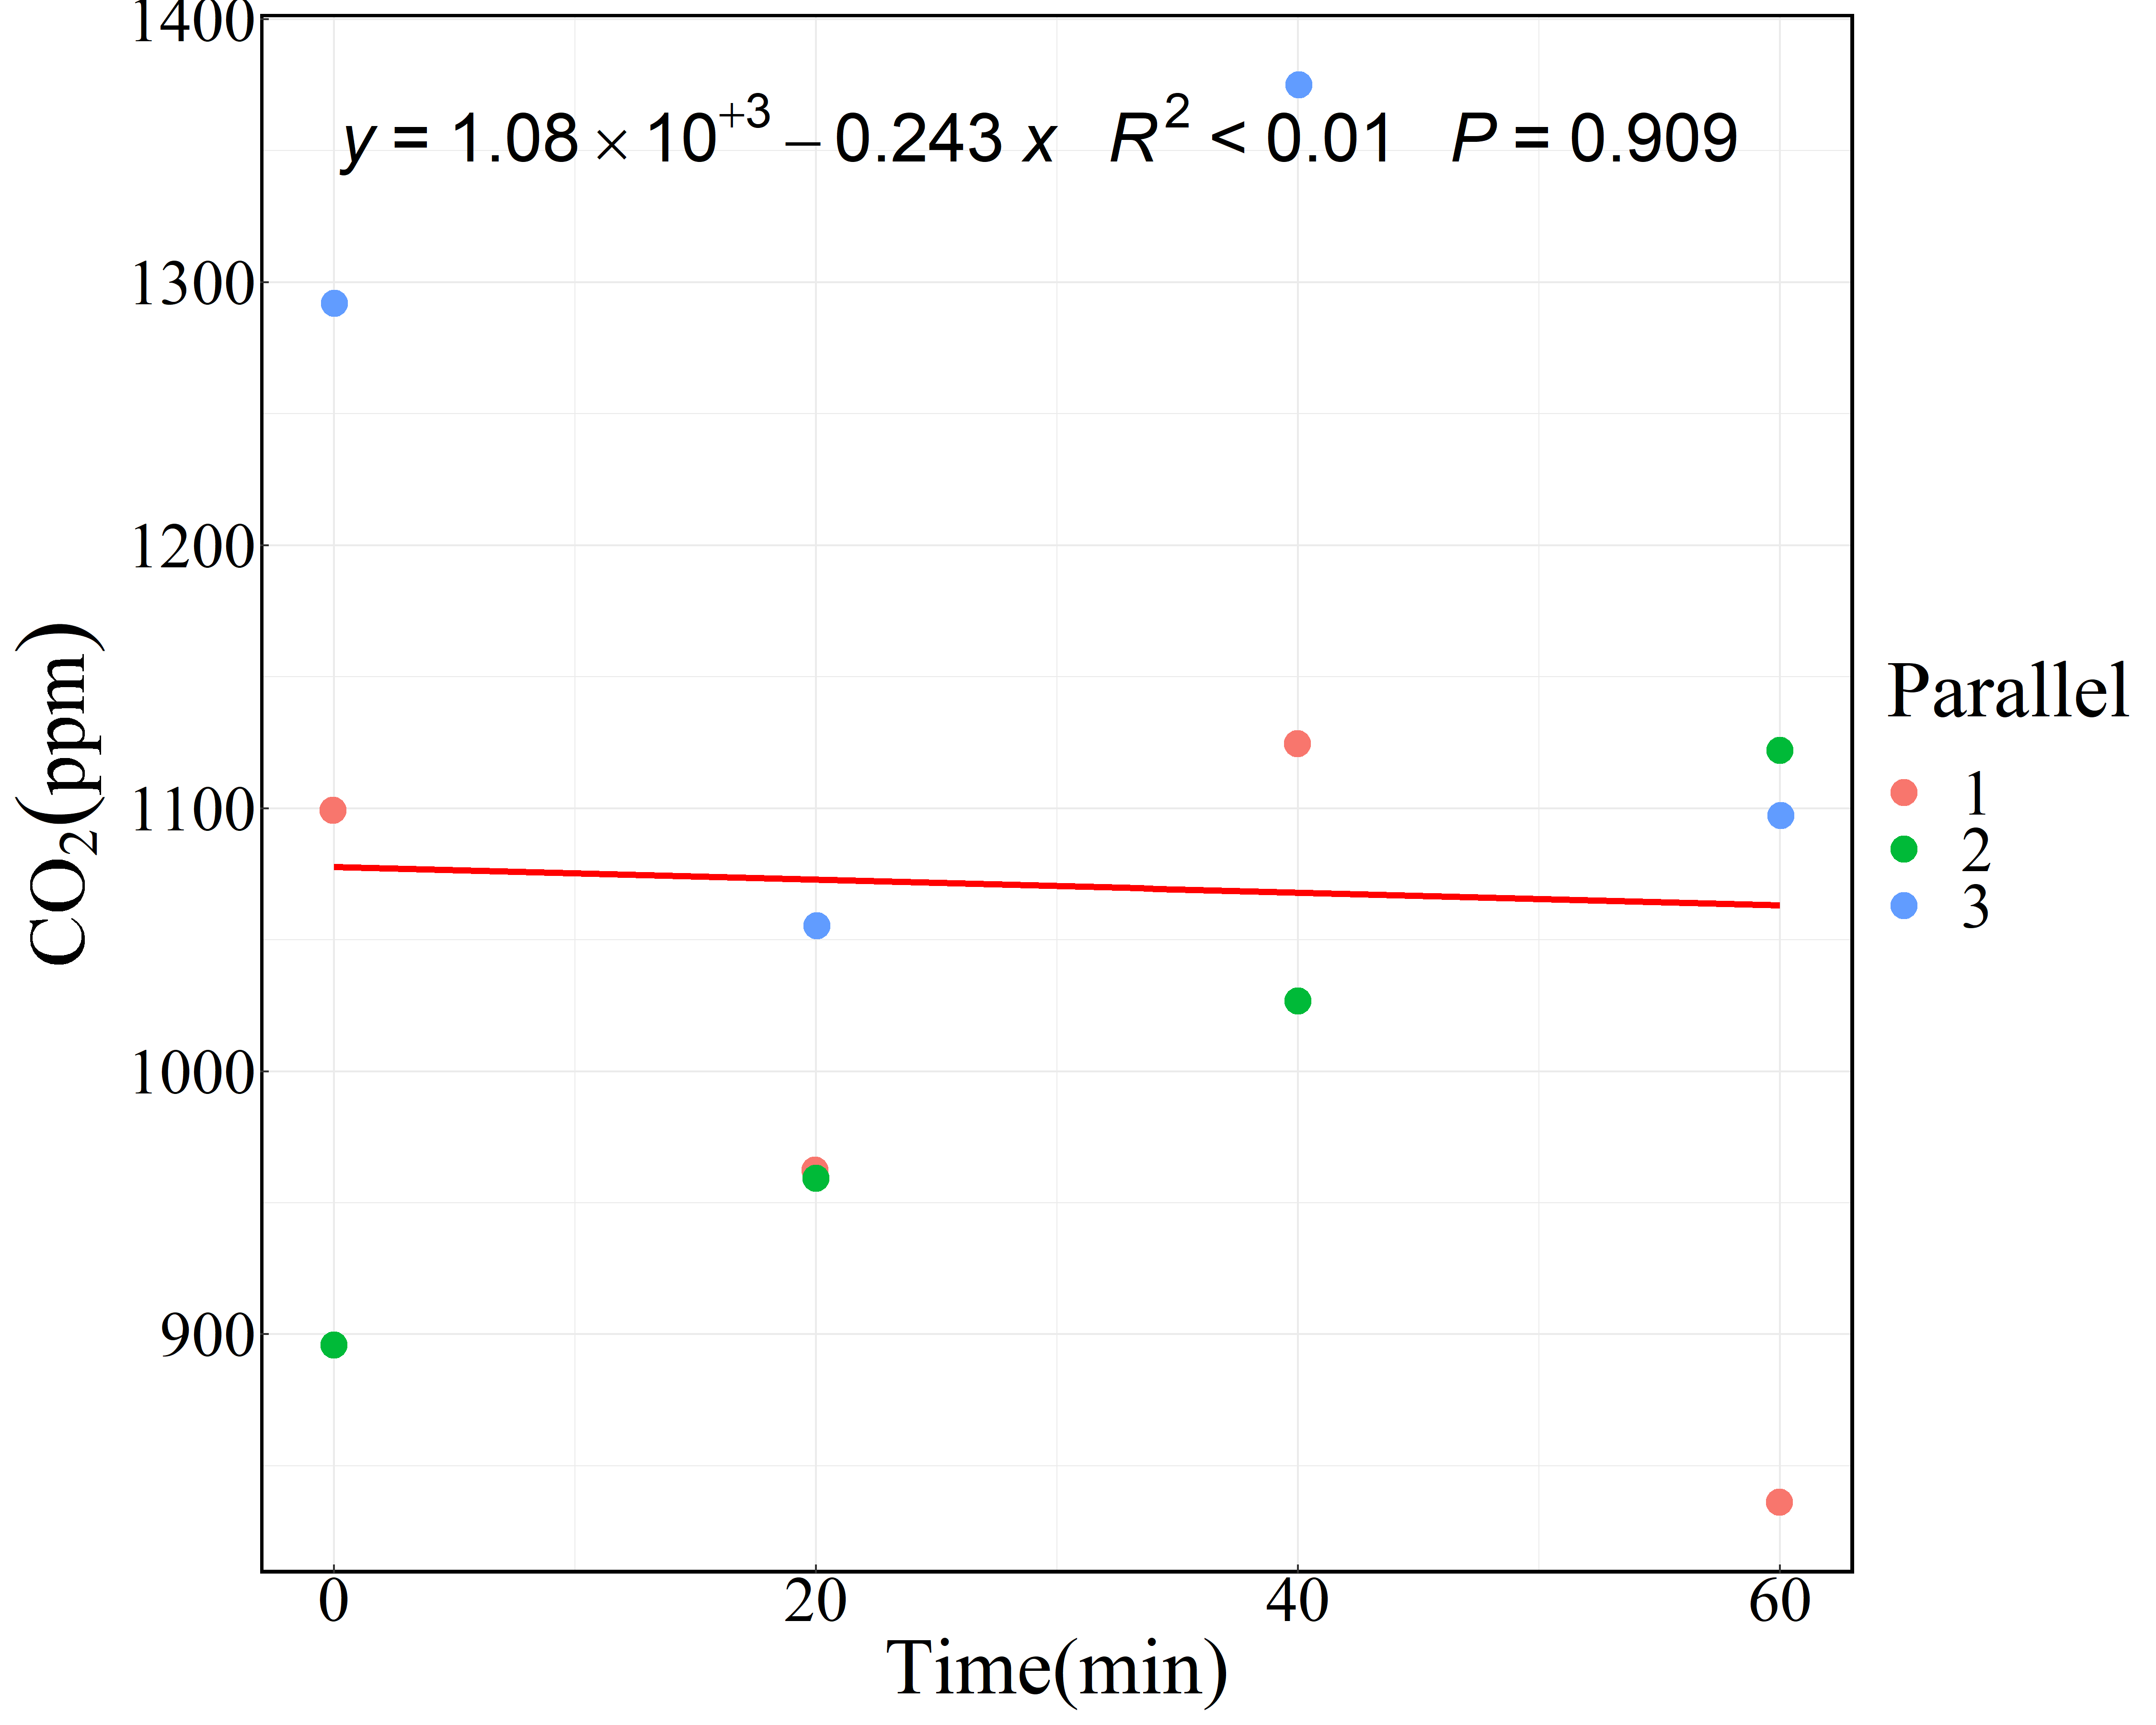 y = 1.08 × 10⁺³ – 0.243 x R² < 0.01 P = 0.909
1400
1300
1200
1100
1000
900
CO₂(ppm)
0 20 40 60
Time(min)
Parallel
1
2
3